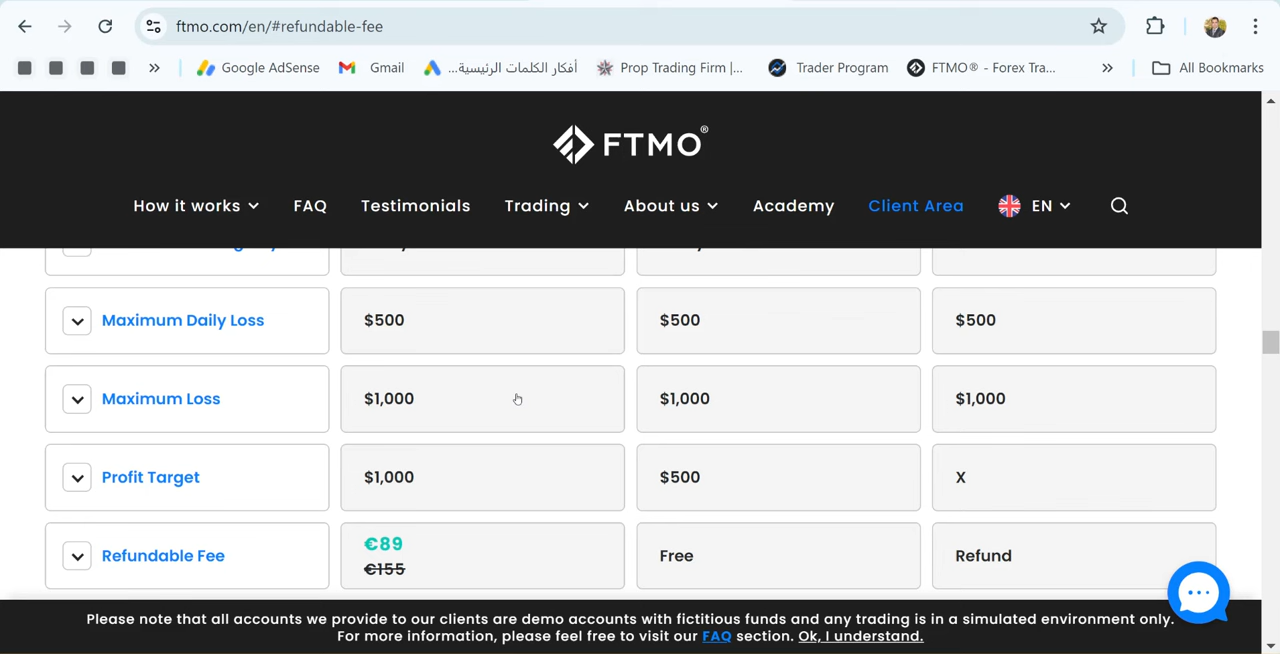 ftmo.com/en/#refundable-fee
Google AdSense
Gmail
أفكار الكلمات الرئيسية...
Prop Trading Firm |...
Trader Program
FTMO® - Forex Tra...
All Bookmarks
FTMO®
How it works
FAQ
Testimonials
Trading
About us
Academy
Client Area
EN
Maximum Daily Loss
$500
$500
$500
Maximum Loss
$1,000
$1,000
$1,000
Profit Target
$1,000
$500
X
Refundable Fee
€89
€155
Free
Refund
Please note that all accounts we provide to our clients are demo accounts with fictitious funds and any trading is in a simulated environment only.
For more information, please feel free to visit our FAQ section. Ok, I understand.